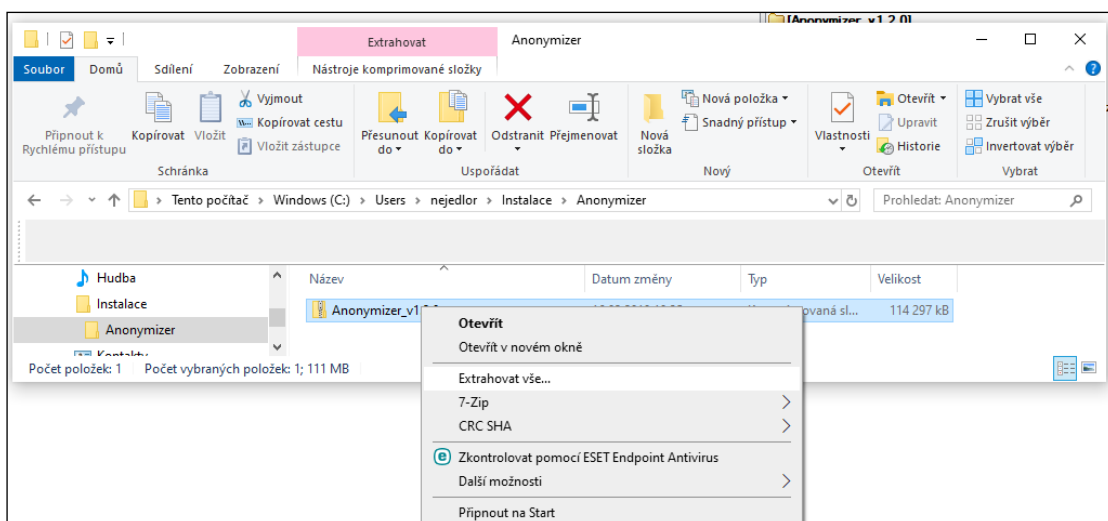 [Anonymizer_v1.2.0]
Extrahovat
Anonymizer
Soubor Domů Sdílení Zobrazení Nástroje komprimované složky
Připnout k Rychlému přístupu
Kopírovat
Vložit
Vyjmout
Kopírovat cestu
Vložit zástupce
Schránka
Přesunout do
Kopírovat do
Odstranit
Přejmenovat
Uspořádat
Nová složka
Nová položka
Snadný přístup
Nový
Vlastnosti
Otevřít
Upravit
Historie
Otevřít
Vybrat vše
Zrušit výběr
Invertovat výběr
Vybrat
Tento počítač > Windows (C:) > Users > nejedlor > Instalace > Anonymizer
Prohledat: Anonymizer
Hudba
Instalace
Anonymizer
Kontakty
Název Datum změny Typ Velikost
Anonymizer_v1 ovaná sl... 114 297 kB
Počet položek: 1 Počet vybraných položek: 1; 111 MB
Otevřít
Otevřít v novém okně
Extrahovat vše...
7-Zip
CRC SHA
Zkontrolovat pomocí ESET Endpoint Antivirus
Další možnosti
Připnout na Start